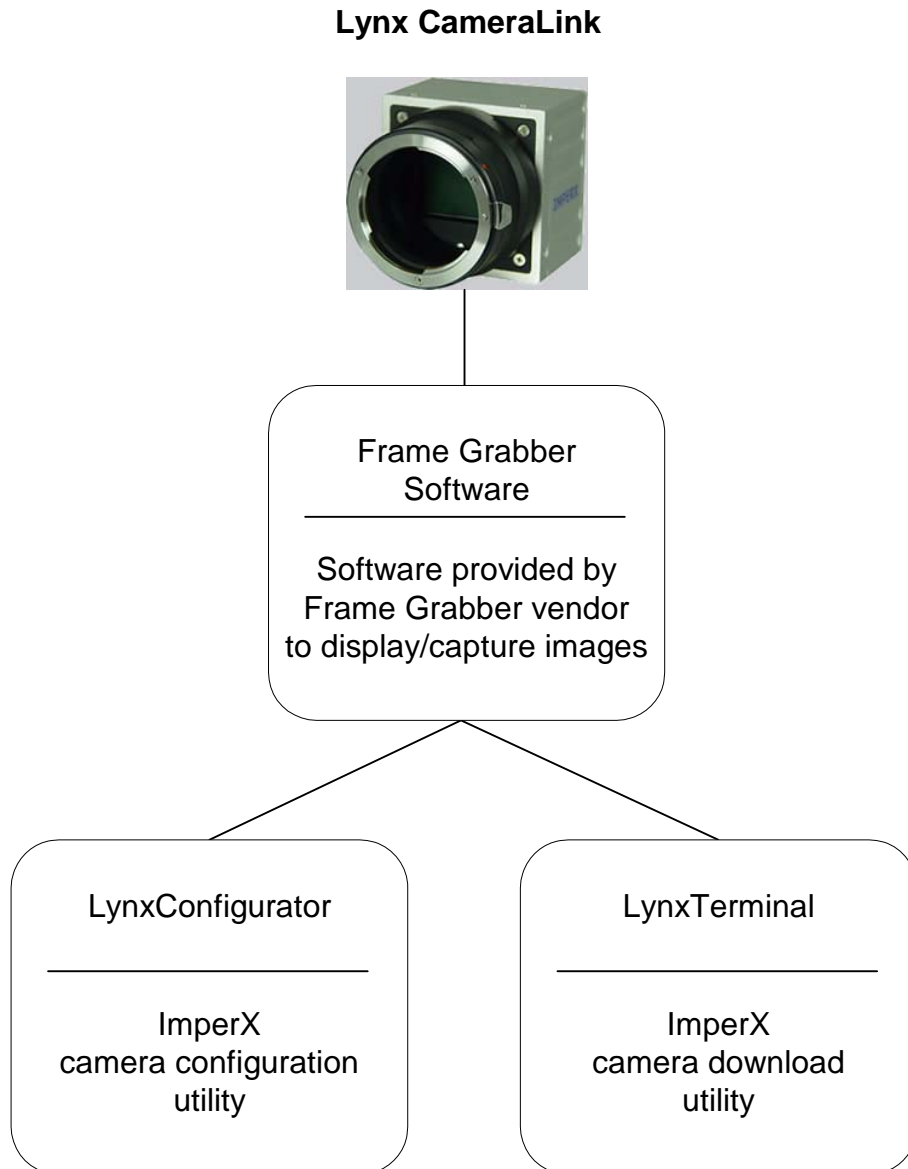 Lynx CameraLink
IMPERX
Frame Grabber
Software
Software provided by
Frame Grabber vendor
to display/capture images
LynxConfigurator
ImperX
camera configuration
utility
LynxTerminal
ImperX
camera download
utility